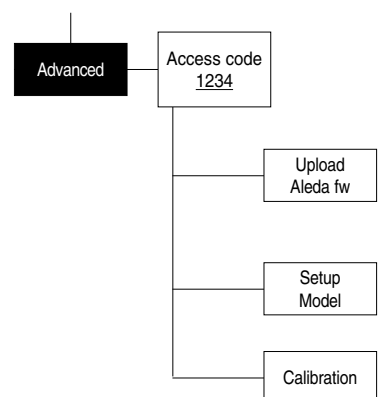 Advanced
Access code
1234
Upload
Aleda fw
Setup
Model
Calibration